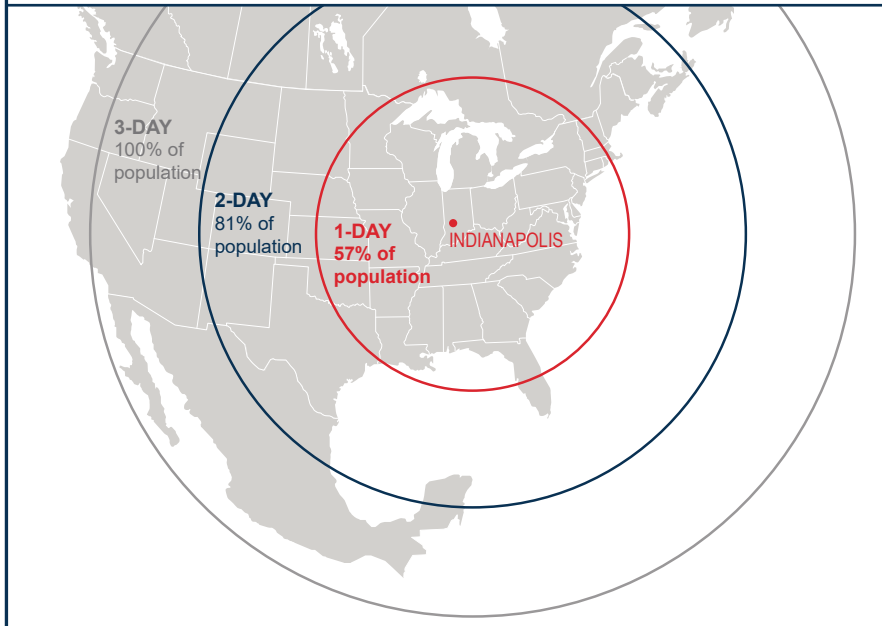 3-DAY
100% of
population
2-DAY
81% of
population
1-DAY
57% of
population
INDIANAPOLIS